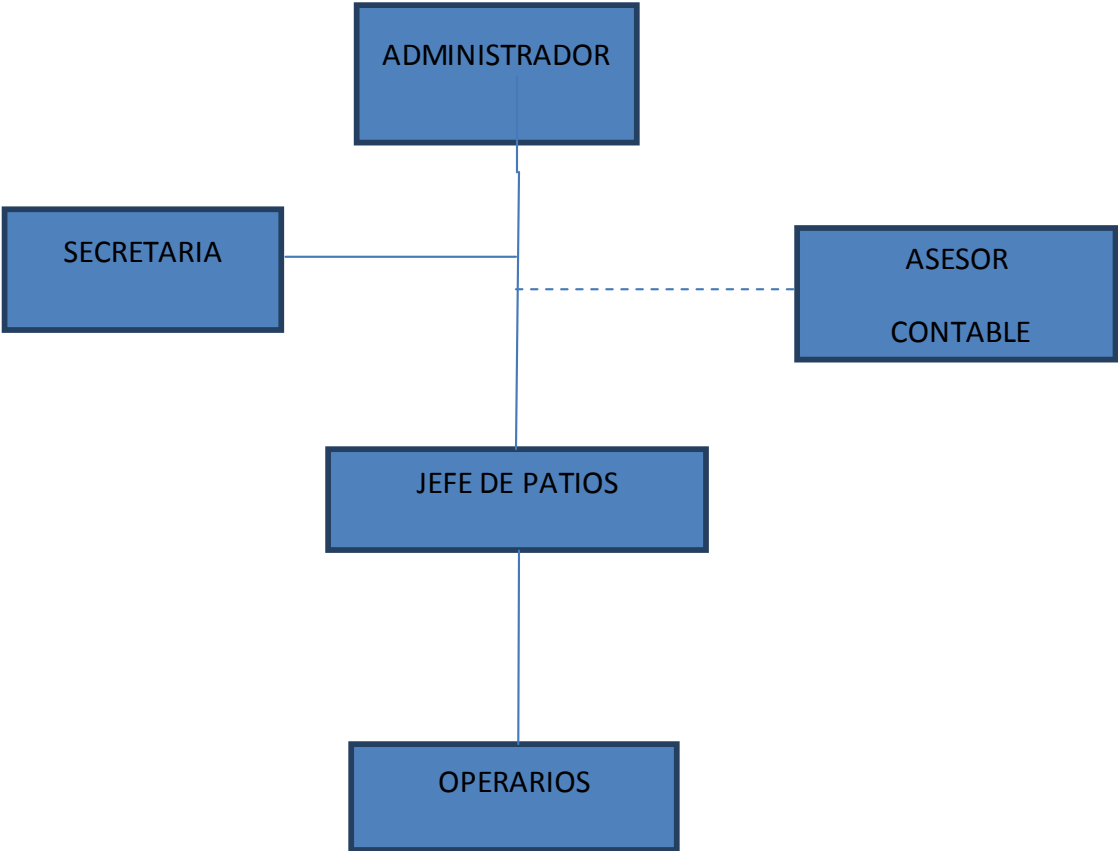 ADMINISTRADOR
SECRETARIA
ASESOR
CONTABLE
JEFE DE PATIOS
OPERARIOS